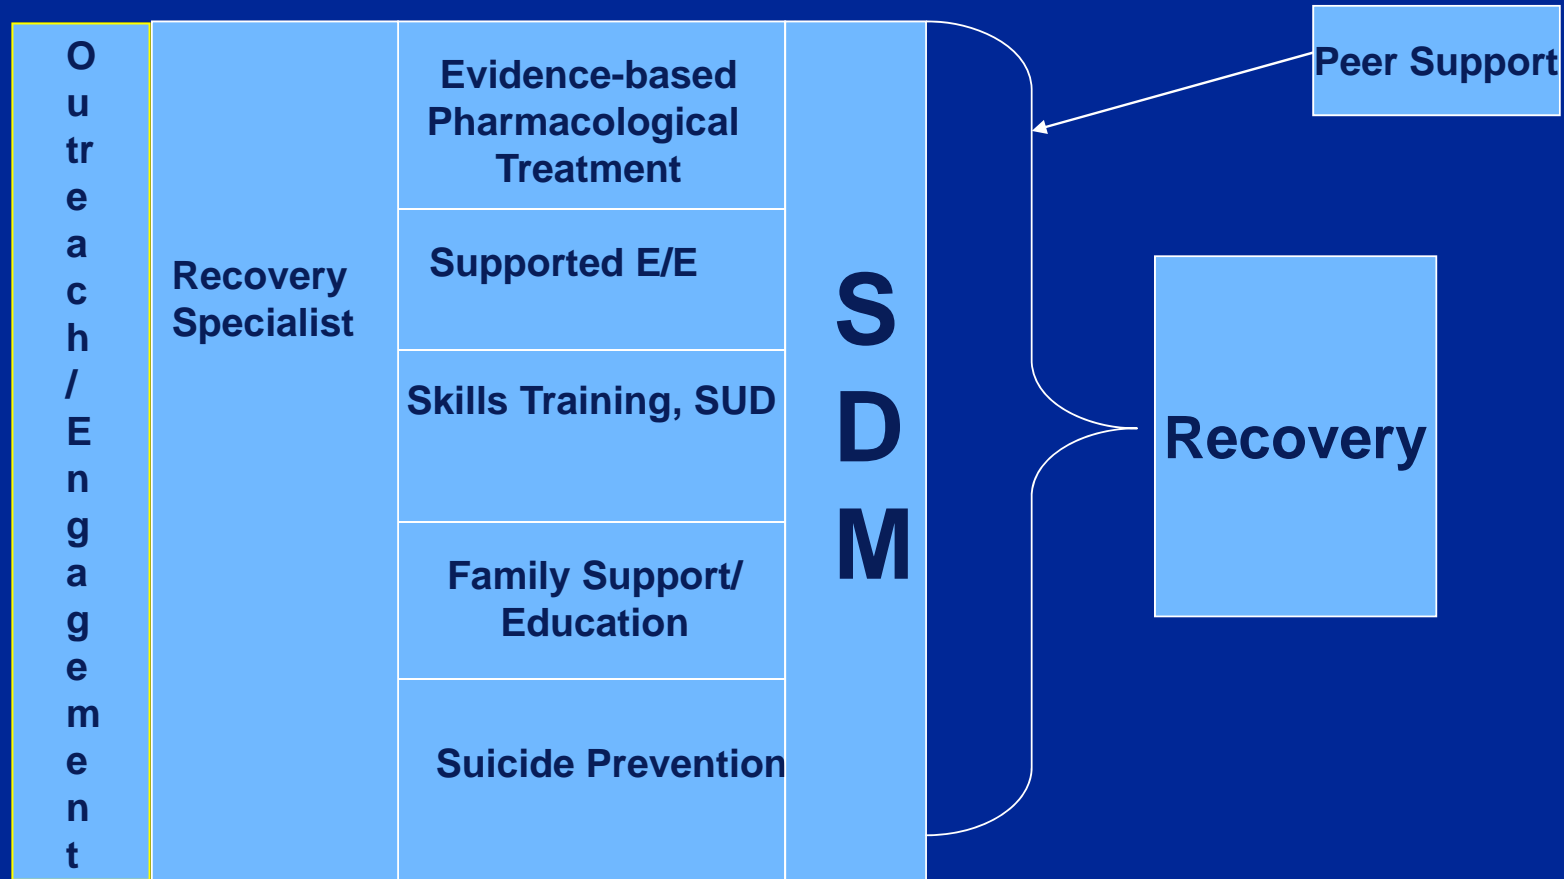 O
u
tr
e
a
c
h
/
E
n
g
a
g
e
m
e
n
t
Recovery
Specialist
Evidence-based
Pharmacological
Treatment
Supported E/E
Skills Training, SUD
Family Support/
Education
Suicide Prevention
S
D
M
Peer Support
Recovery